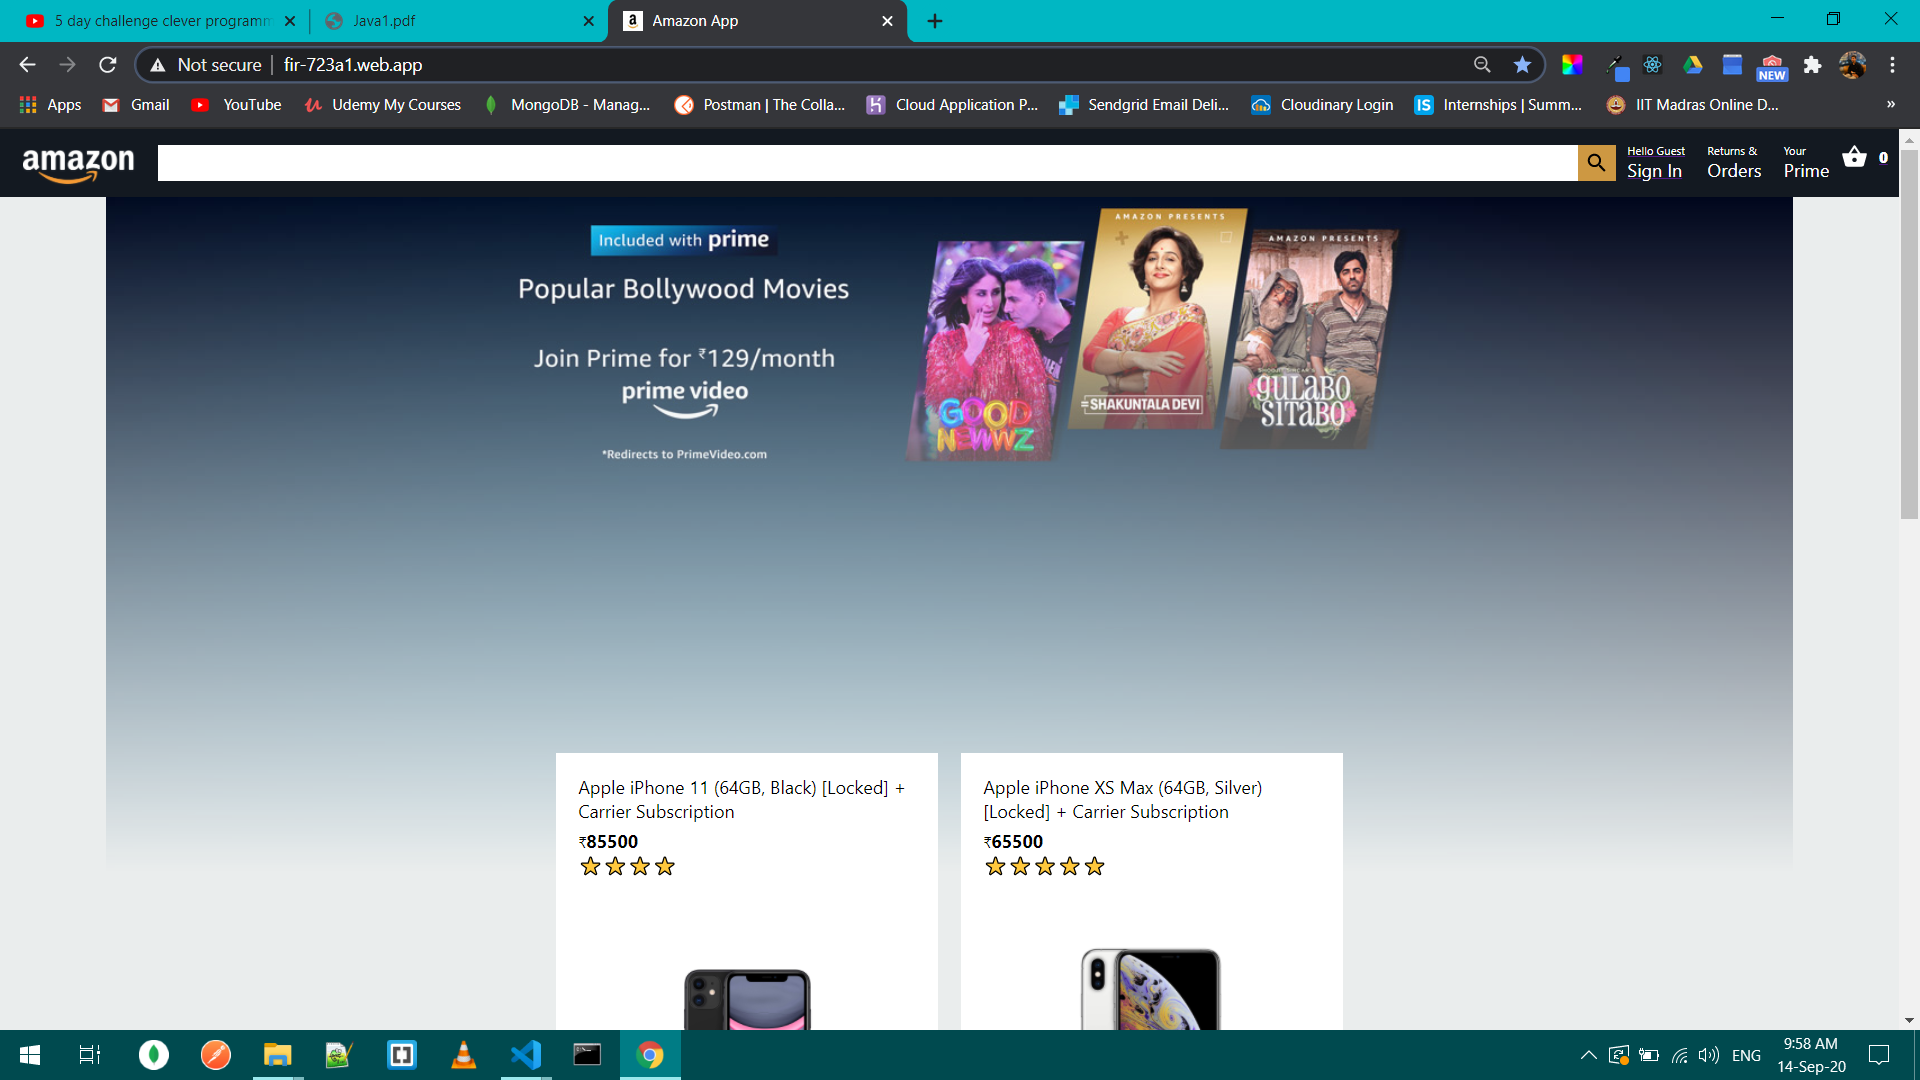 5 day challenge clever programm
Java1.pdf
Amazon App
Not secure
fir-723a1.web.app
Apps
Gmail
YouTube
Udemy My Courses
MongoDB - Manag...
Postman | The Colla...
Cloud Application P...
Sendgrid Email Deli...
Cloudinary Login
Internships | Summ...
IIT Madras Online D...
»
NEW
amazon
Hello Guest
Sign In
Returns &
Orders
Your
Prime
0
Included with prime
Popular Bollywood Movies
Join Prime for ₹129/month
prime video
*Redirects to PrimeVideo.com
GOOD
NEWWZ
AMAZON PRESENTS
SHAKUNTALA DEVI
AMAZON PRESENTS
GULABO
SITABO
Apple iPhone 11 (64GB, Black) [Locked] +
Carrier Subscription
₹85500
Apple iPhone XS Max (64GB, Silver)
[Locked] + Carrier Subscription
₹65500
ENG
9:58 AM
14-Sep-20